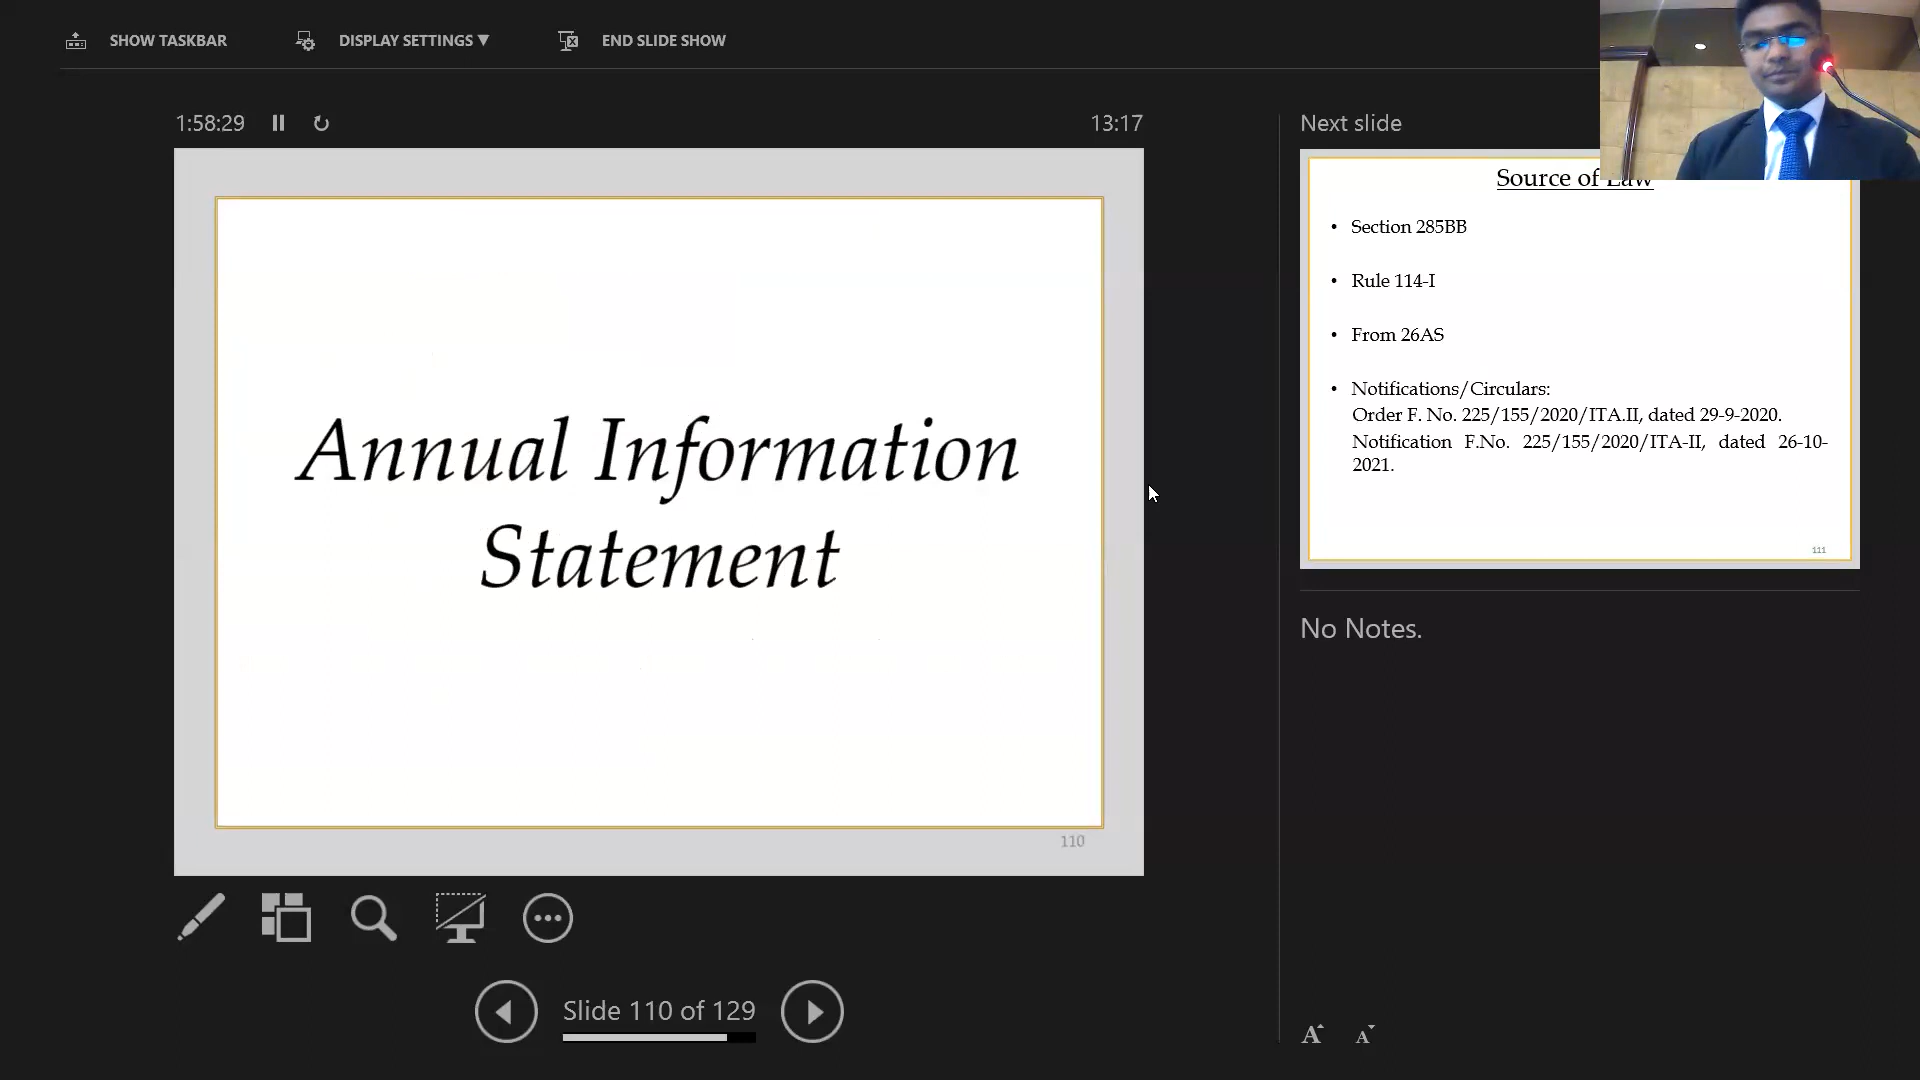 SHOW TASKBAR
DISPLAY SETTINGS ▼
END SLIDE SHOW
1:58:29
13:17
Annual Information
Statement
110
Slide 110 of 129
Next slide
Source of Law
• Section 285BB
• Rule 114-I
• From 26AS
• Notifications/Circulars:
Order F. No. 225/155/2020/ITA.II, dated 29-9-2020.
Notification F.No. 225/155/2020/ITA-II, dated 26-10-
2021.
111
No Notes.
A A